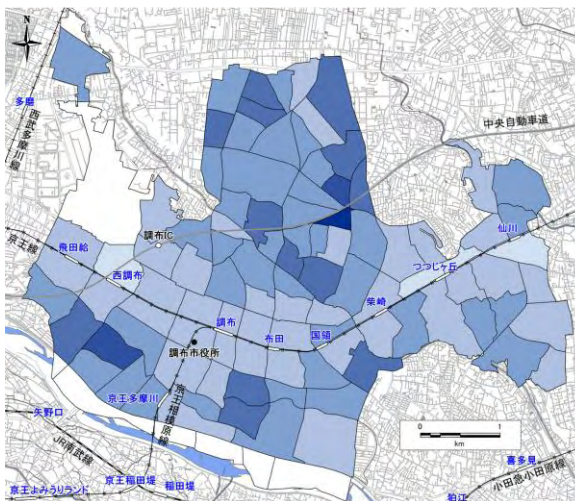 N
多磨
西武多摩川線
中央自動車道
調布IC
仙川
京王線
飛田給
つつじヶ丘
西調布
柴崎
調布
国領
布田
調布市役所
京王多摩川
京王相模原線
矢野口
JR南武線
0
1
km
喜多見
京王よみうりランド
京王稲田堤
稲田堤
小田急小田原線
狛江